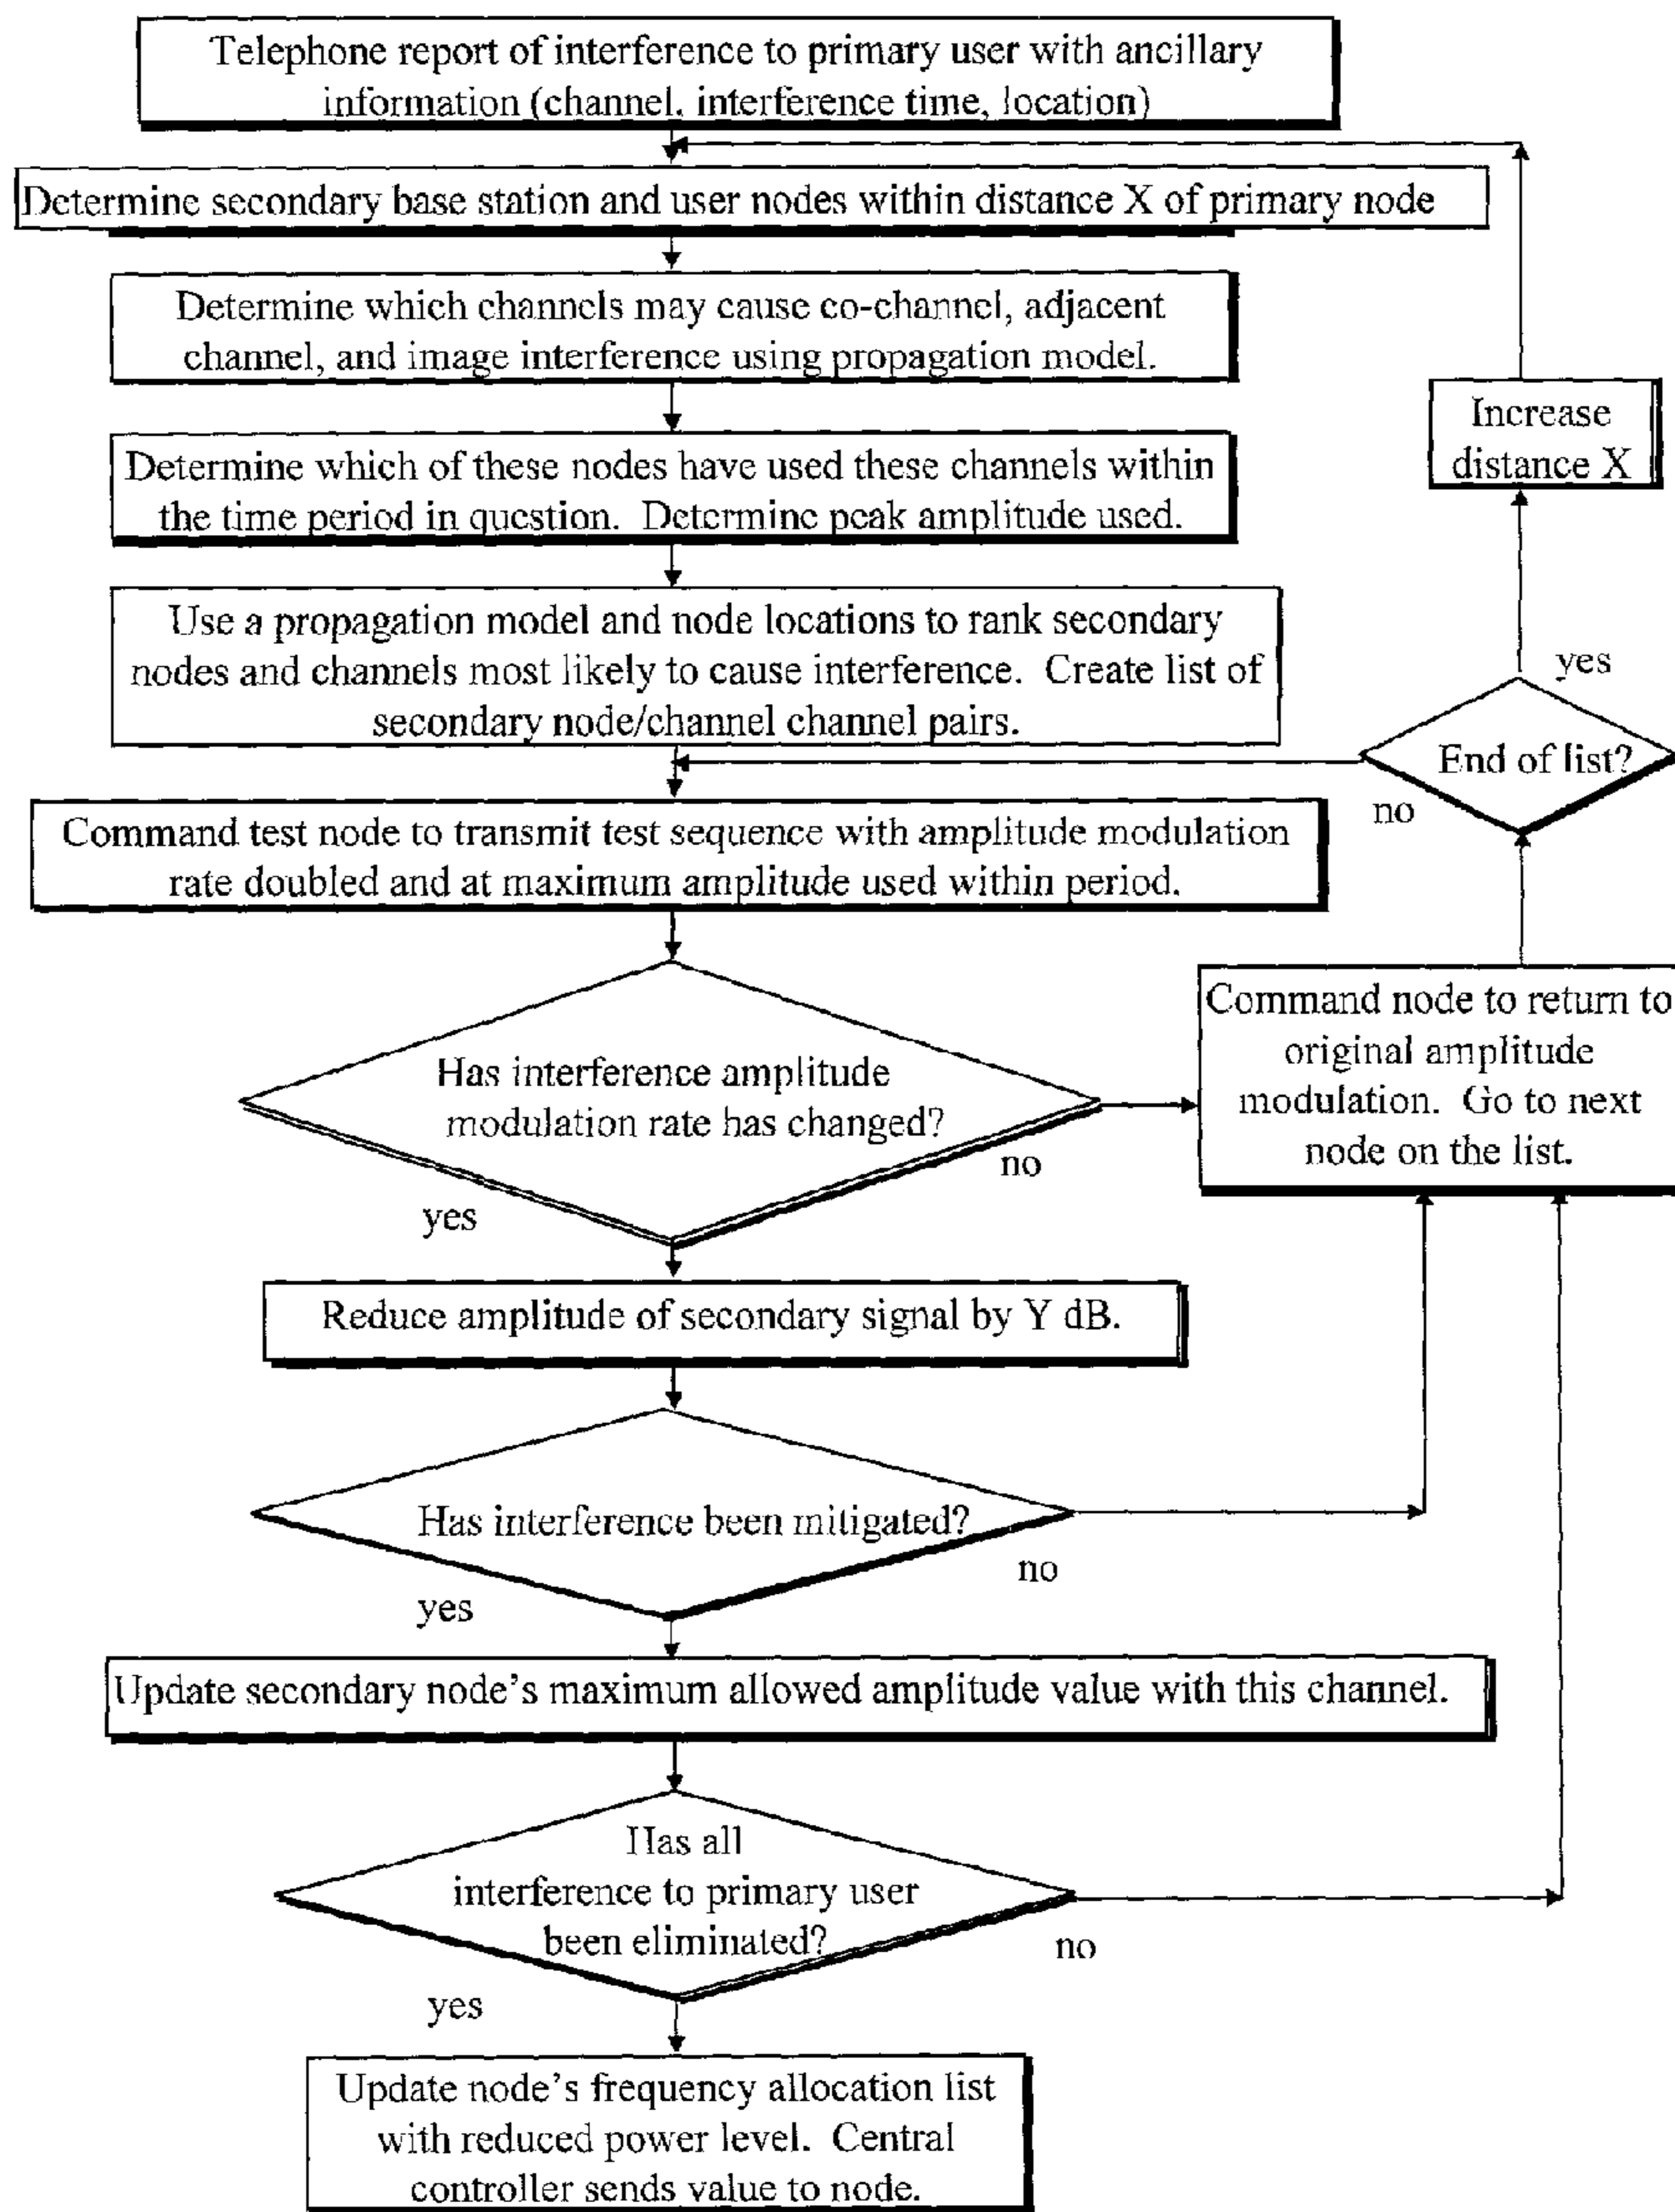 Telephone report of interference to primary user with ancillary
information (channel, interference time, location)
Determine secondary base station and user nodes within distance X of primary node
Determine which channels may cause co-channel, adjacent
channel, and image interference using propagation model.
Increase
distance X
Determine which of these nodes have used these channels within
the time period in question. Determine peak amplitude used.
Use a propagation model and node locations to rank secondary
nodes and channels most likely to cause interference. Create list of
secondary node/channel channel pairs.
yes
End of list?
no
Command test node to transmit test sequence with amplitude modulation
rate doubled and at maximum amplitude used within period.
Command node to return to
original amplitude
modulation. Go to next
node on the list.
Has interference amplitude
modulation rate has changed?
no
yes
Reduce amplitude of secondary signal by Y dB.
Has interference been mitigated?
no
yes
Update secondary node's maximum allowed amplitude value with this channel.
Has all
interference to primary user
been eliminated?
no
yes
Update node's frequency allocation list
with reduced power level. Central
controller sends value to node.